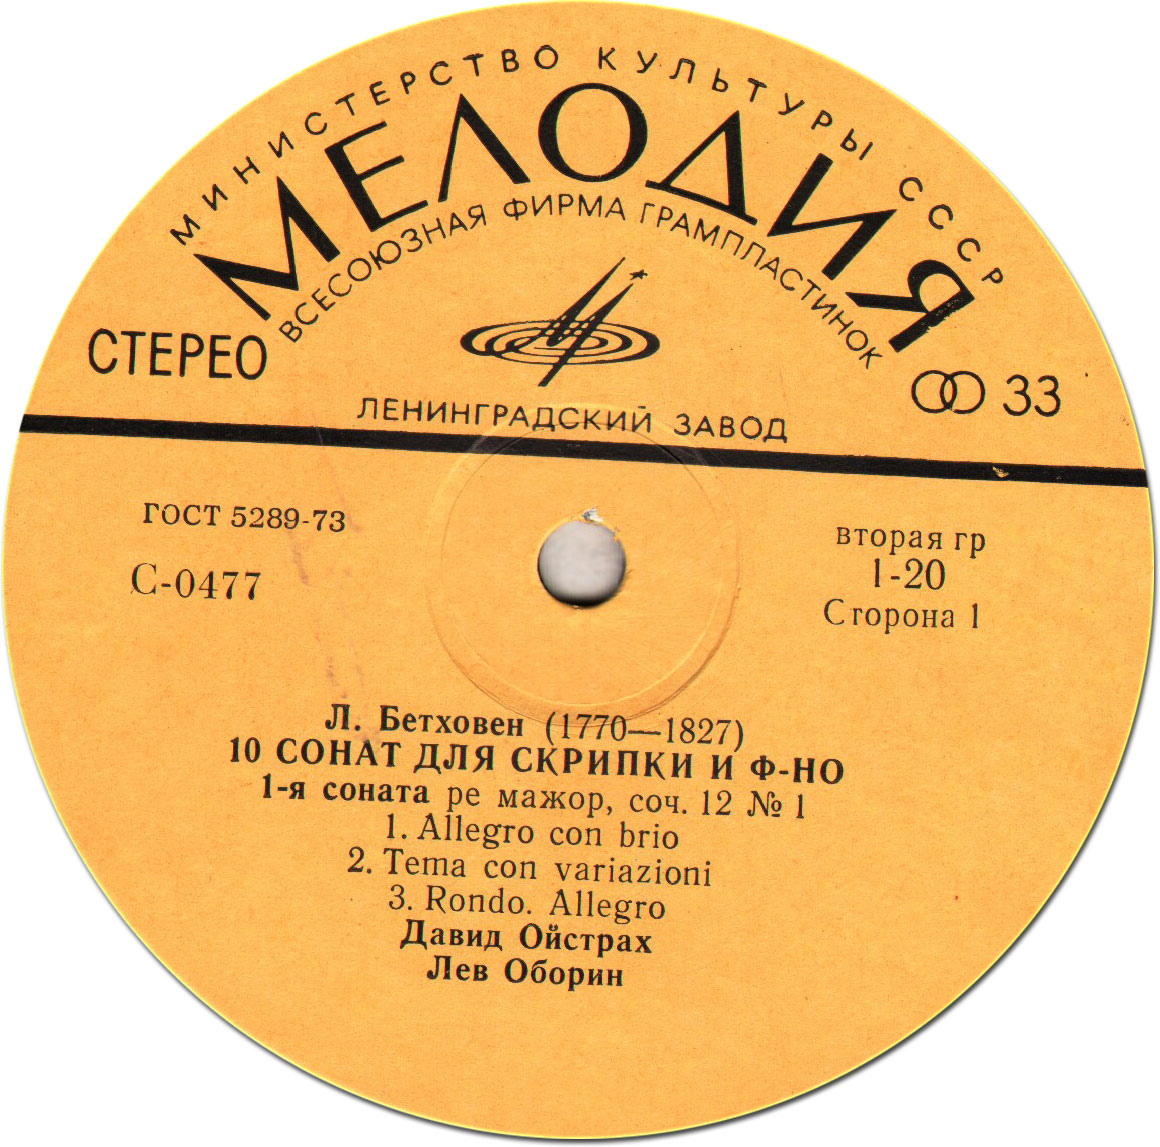 МИНИСТЕРСТВО КУЛЬТУРЫ СССР
МЕЛОДИЯ
ВСЕСОЮЗНАЯ ФИРМА ГРАМПЛАСТИНОК
СТЕРЕО
33
ЛЕНИНГРАДСКИЙ ЗАВОД
ГОСТ 5289-73
С-0477
вторая гр
1-20
Сторона 1
Л. Бетховен (1770—1827)
10 СОНАТ ДЛЯ СКРИПКИ И Ф-НО
1-я соната ре мажор, соч. 12 № 1
1. Allegro con brio
2. Tema con variazioni
3. Rondo. Allegro
Давид Ойстрах
Лев Оборин